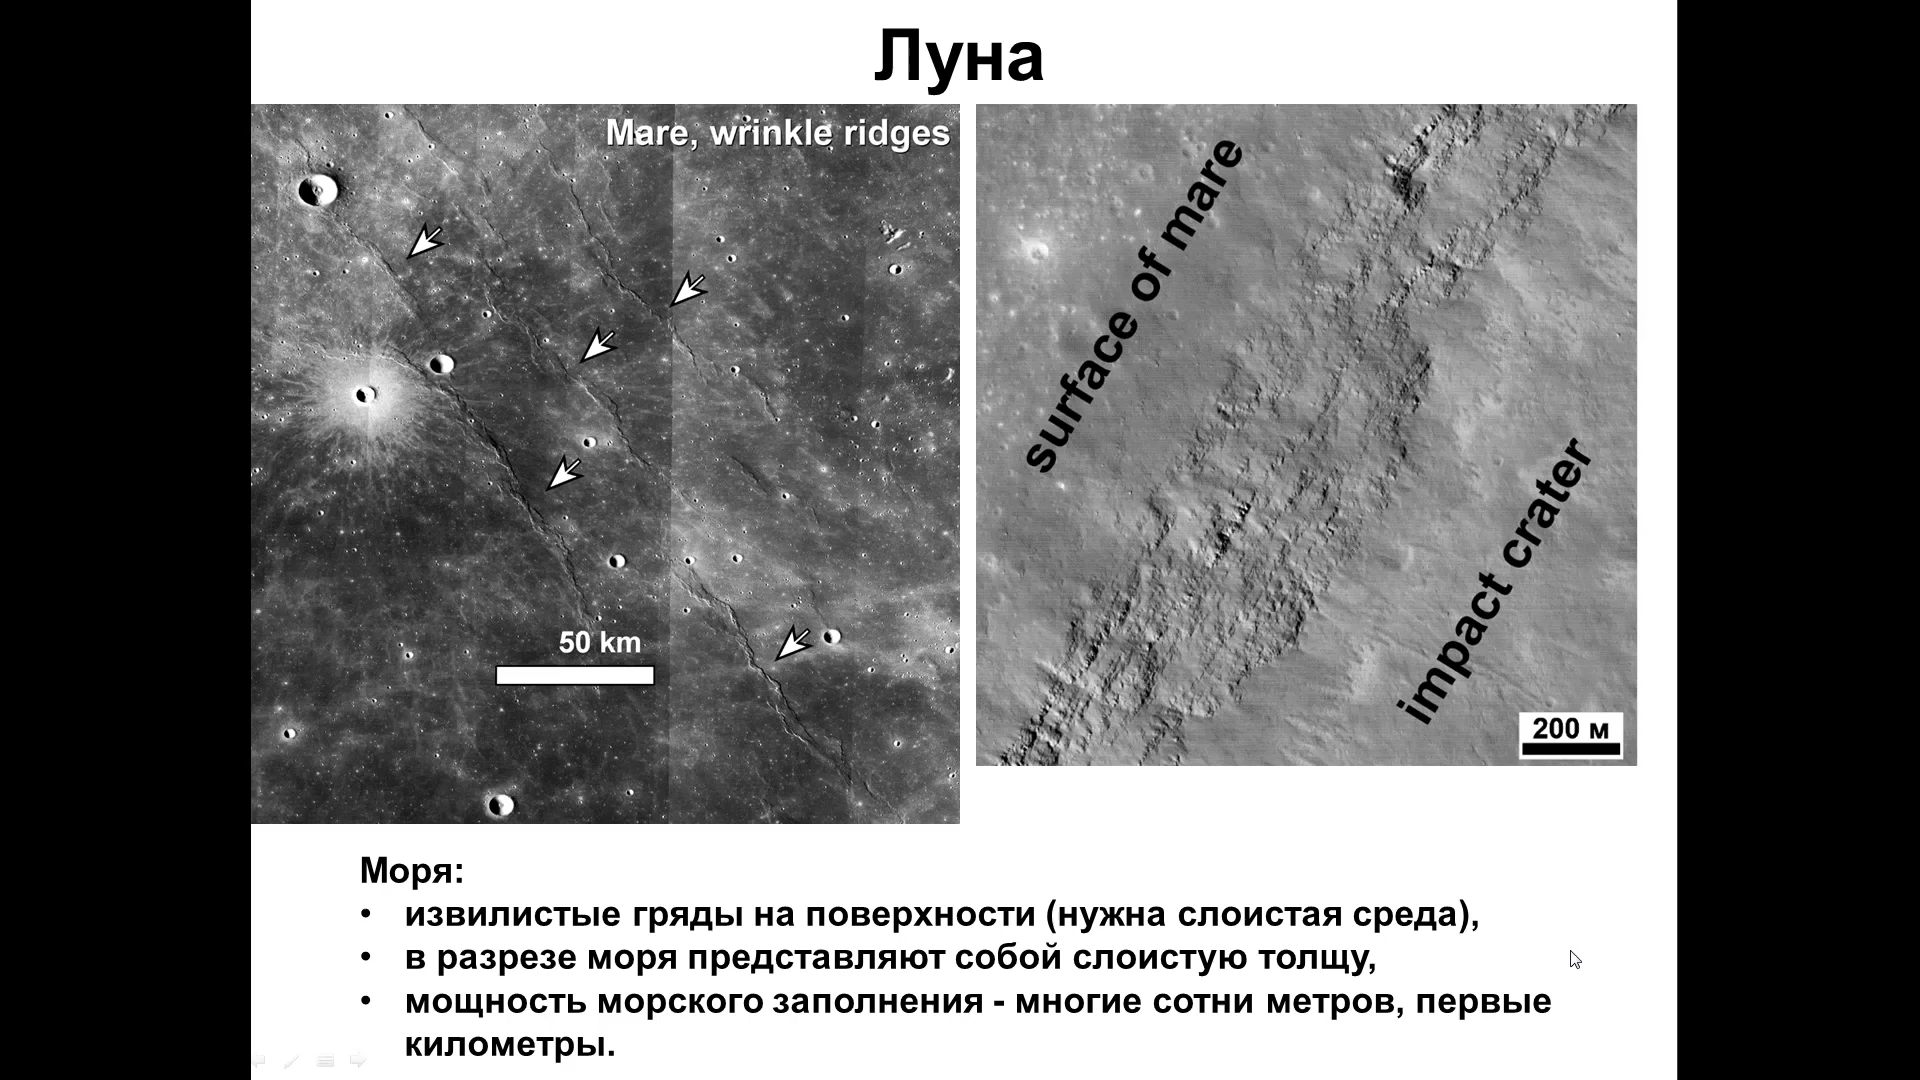 Луна
Mare, wrinkle ridges
50 km
surface of mare
impact crater
200 м
Моря:
• извилистые гряды на поверхности (нужна слоистая среда),
• в разрезе моря представляют собой слоистую толщу,
• мощность морского заполнения - многие сотни метров, первые
километры.